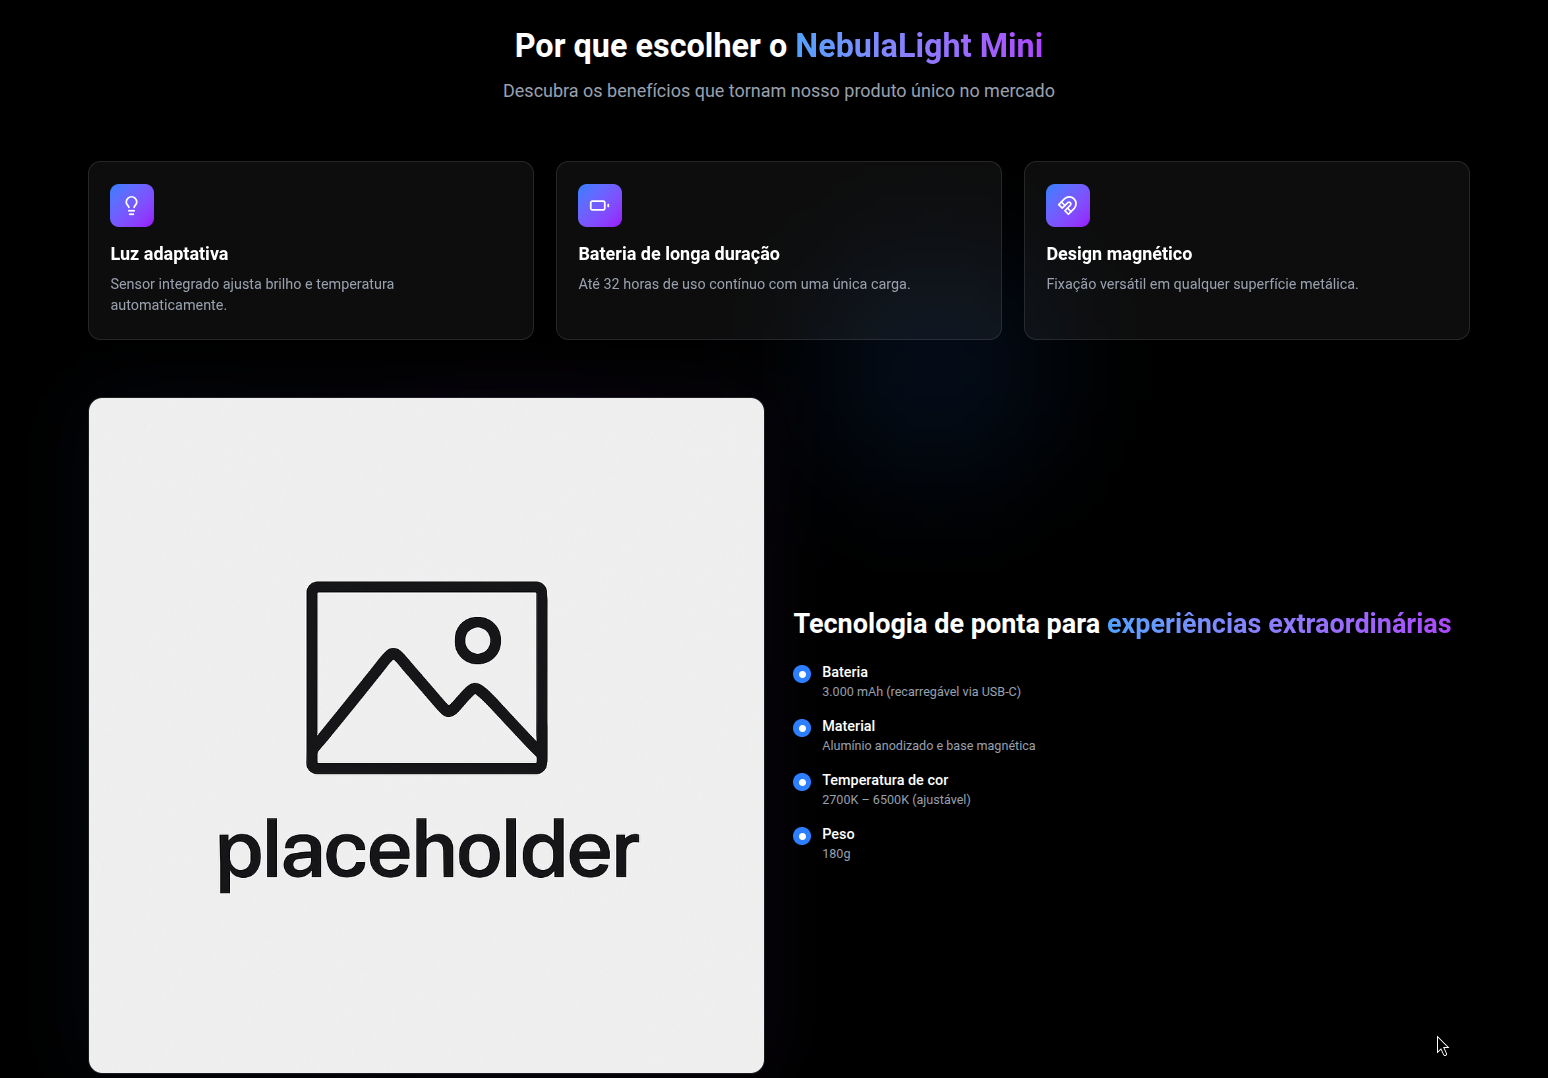 Por que escolher o NebulaLight Mini
Descubra os benefícios que tornam nosso produto único no mercado
Luz adaptativa
Sensor integrado ajusta brilho e temperatura
automaticamente.
Bateria de longa duração
Até 32 horas de uso contínuo com uma única carga.
Design magnético
Fixação versátil em qualquer superfície metálica.
placeholder
Tecnologia de ponta para experiências extraordinárias
Bateria
3.000 mAh (recarregável via USB-C)
Material
Alumínio anodizado e base magnética
Temperatura de cor
2700K – 6500K (ajustável)
Peso
180g